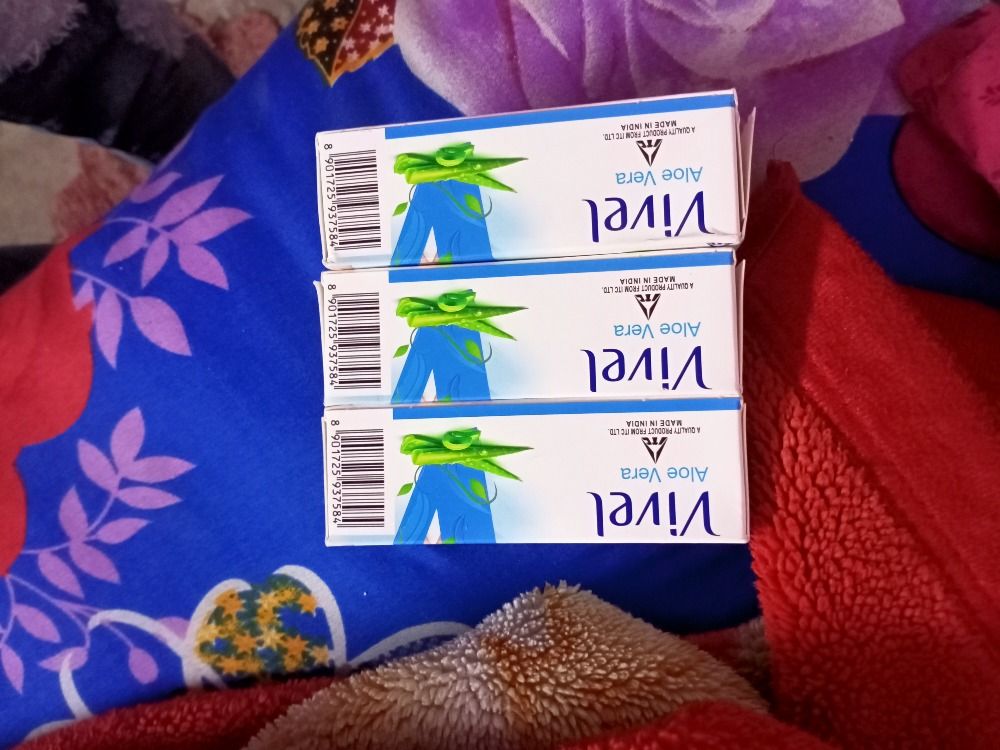 Vivel
Aloe Vera
A QUALITY PRODUCT FROM ITC LTD.
MADE IN INDIA
8 901725 937584
Vivel
Aloe Vera
A QUALITY PRODUCT FROM ITC LTD.
MADE IN INDIA
8 901725 937584
Vivel
Aloe Vera
A QUALITY PRODUCT FROM ITC LTD.
MADE IN INDIA
8 901725 937584